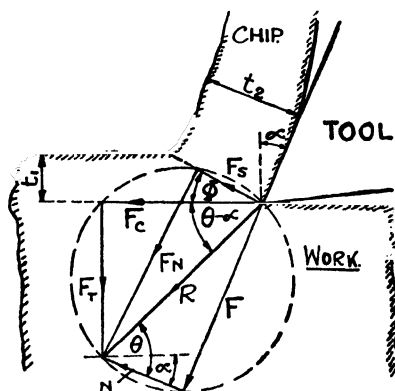 CHIP.
t₂
α
TOOL
t₁
Fs
ϕ
Fc
θ-α
WORK.
FN
FT
R
F
θ
α
N